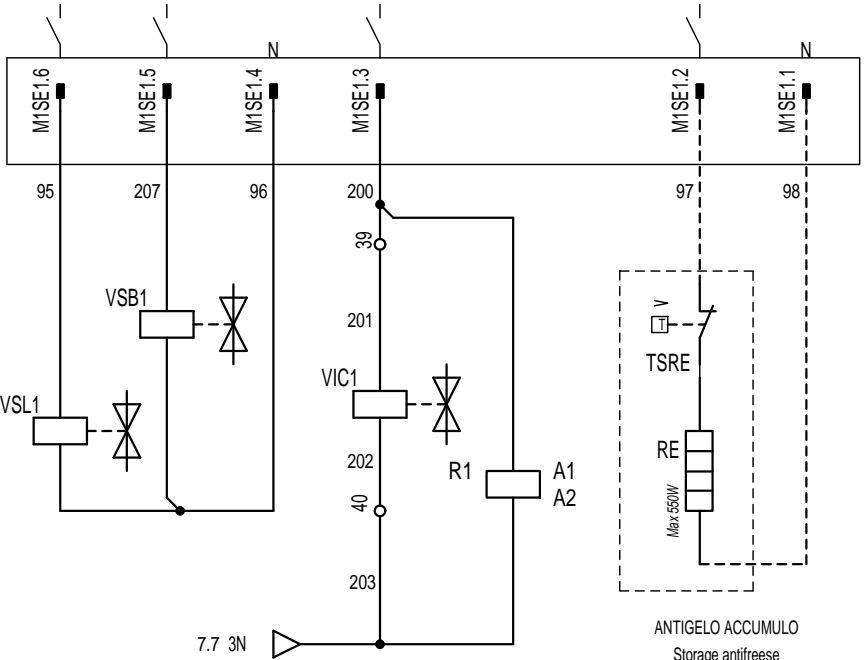 N N
M1SE1.6 M1SE1.5 M1SE1.4 M1SE1.3 M1SE1.2 M1SE1.1
95 207 96 200 97 98
39
VSB1
201
V
T
TSRE
VIC1
VSL1
202
R1 A1
A2
RE
Max 550W
40
203
7.7 3N
ANTIGELO ACCUMULO
Storage antifreese